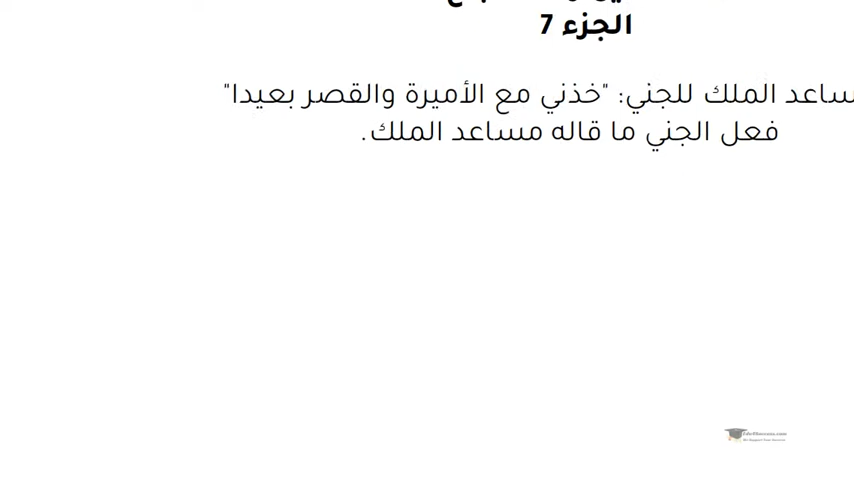 الجزء 7
ساعد الملك للجني: "خذني مع الأميرة والقصر بعيدا"
فعل الجني ما قاله مساعد الملك.